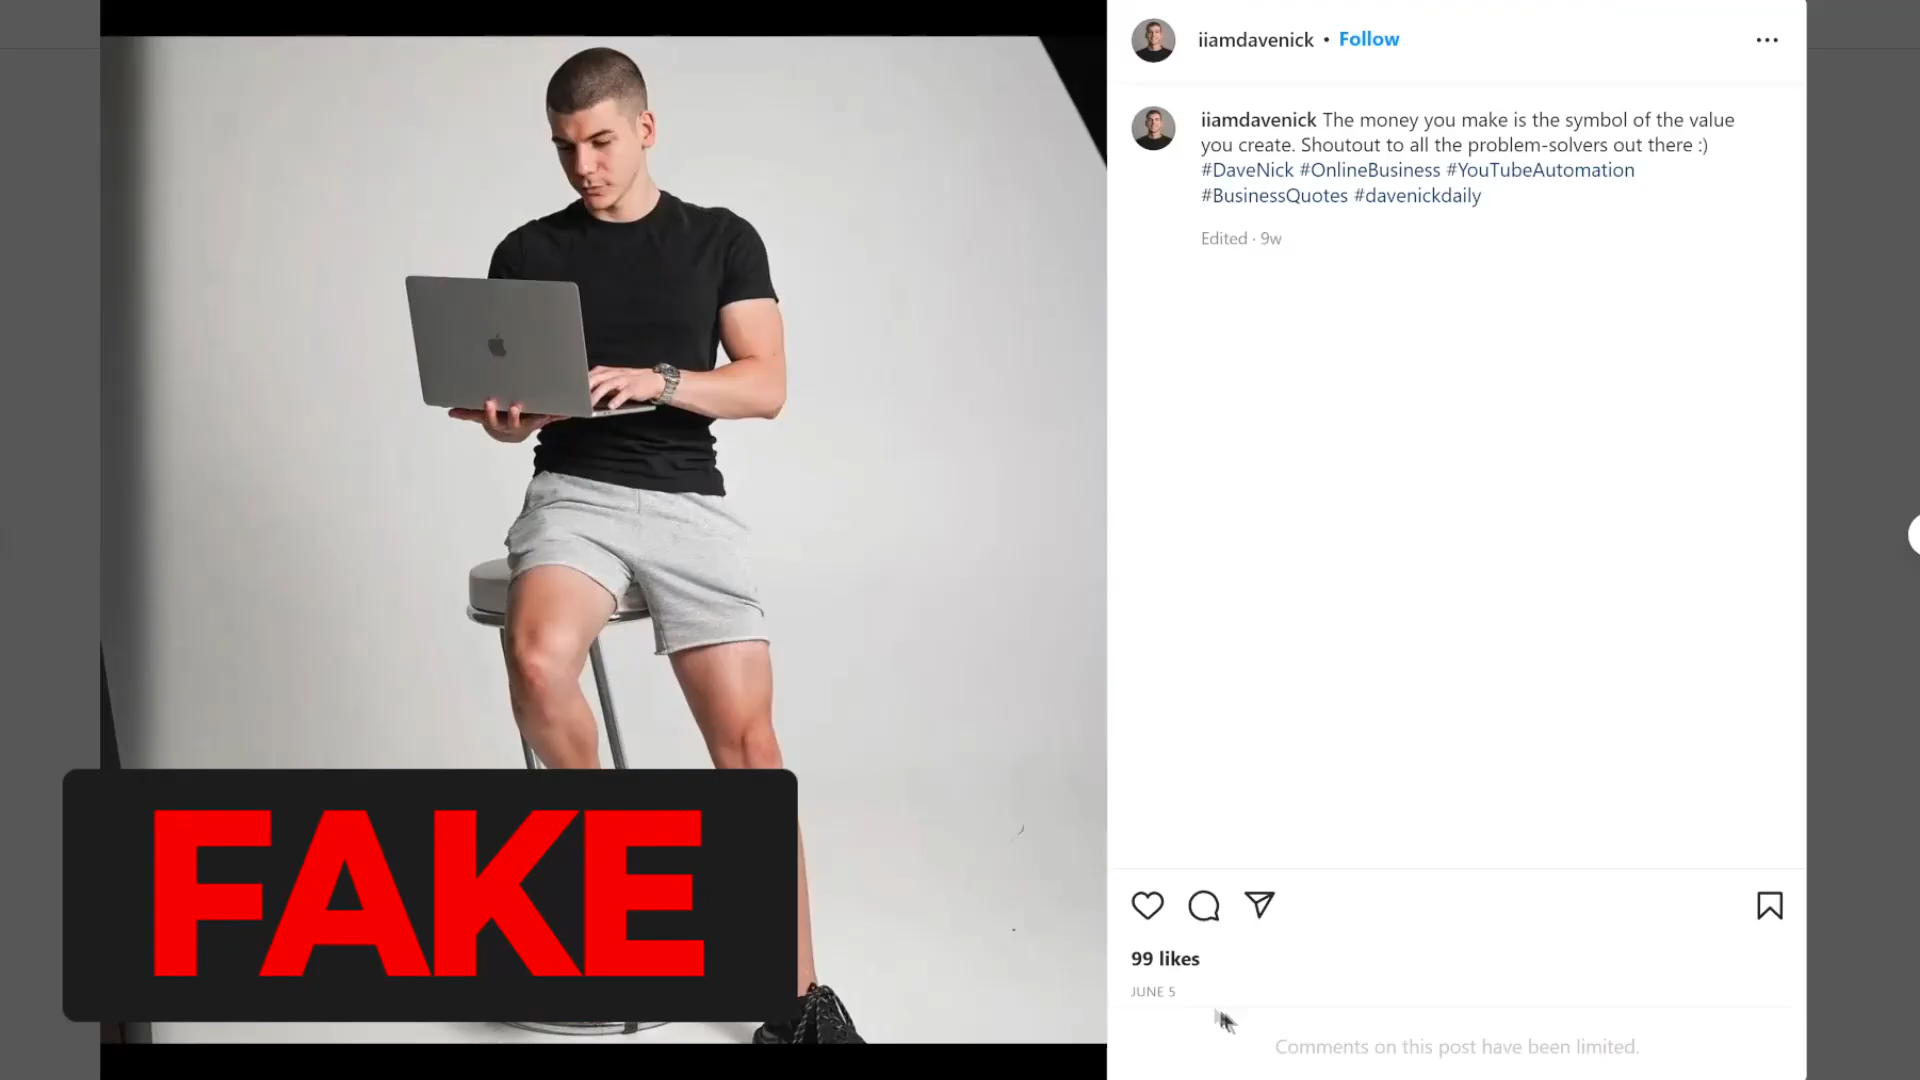 iiamdavenick • Follow
iiamdavenick The money you make is the symbol of the value
you create. Shoutout to all the problem-solvers out there :)
#DaveNick #OnlineBusiness #YouTubeAutomation
#BusinessQuotes #davenickdaily
Edited · 9w
FAKE
99 likes
JUNE 5
Comments on this post have been limited.